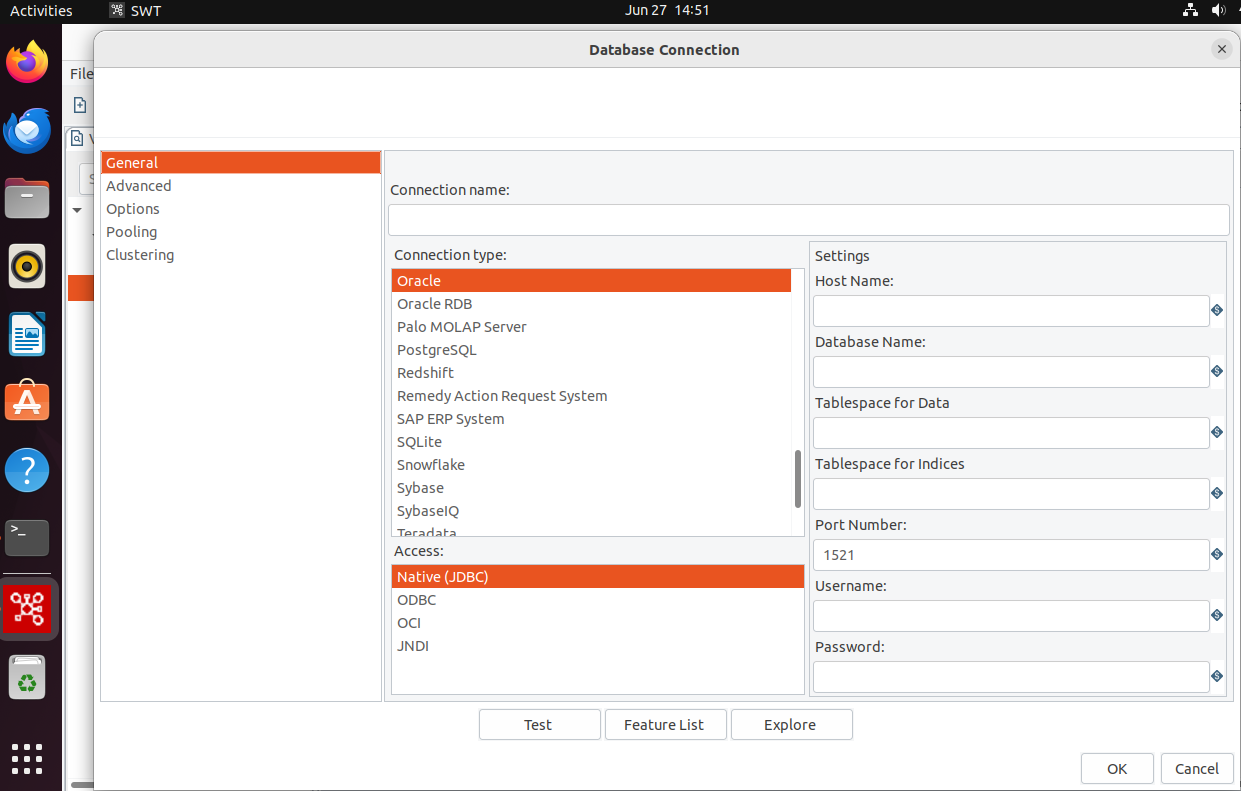 Activities
SWT
Jun 27 14:51
Database Connection
File
General
Advanced
Options
Pooling
Clustering
Connection name:
Connection type:
Oracle
Oracle RDB
Palo MOLAP Server
PostgreSQL
Redshift
Remedy Action Request System
SAP ERP System
SQLite
Snowflake
Sybase
SybaseIQ
Teradata
Access:
Native (JDBC)
ODBC
OCI
JNDI
Settings
Host Name:
Database Name:
Tablespace for Data
Tablespace for Indices
Port Number:
1521
Username:
Password:
Test
Feature List
Explore
OK
Cancel